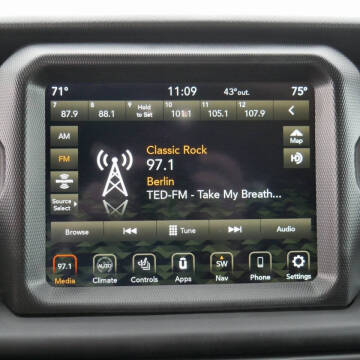 71° 11:09 43°out. 75°
7 8 9 Hold to Set 10 11 12
87.9 88.1 101.1 105.1 107.9
AM
FM
Source Select
Classic Rock
97.1
Berlin
TED-FM - Take My Breath...
Map
Browse Tune Audio
97.1 AUTO SW
Media Climate Controls Apps Nav Phone Settings